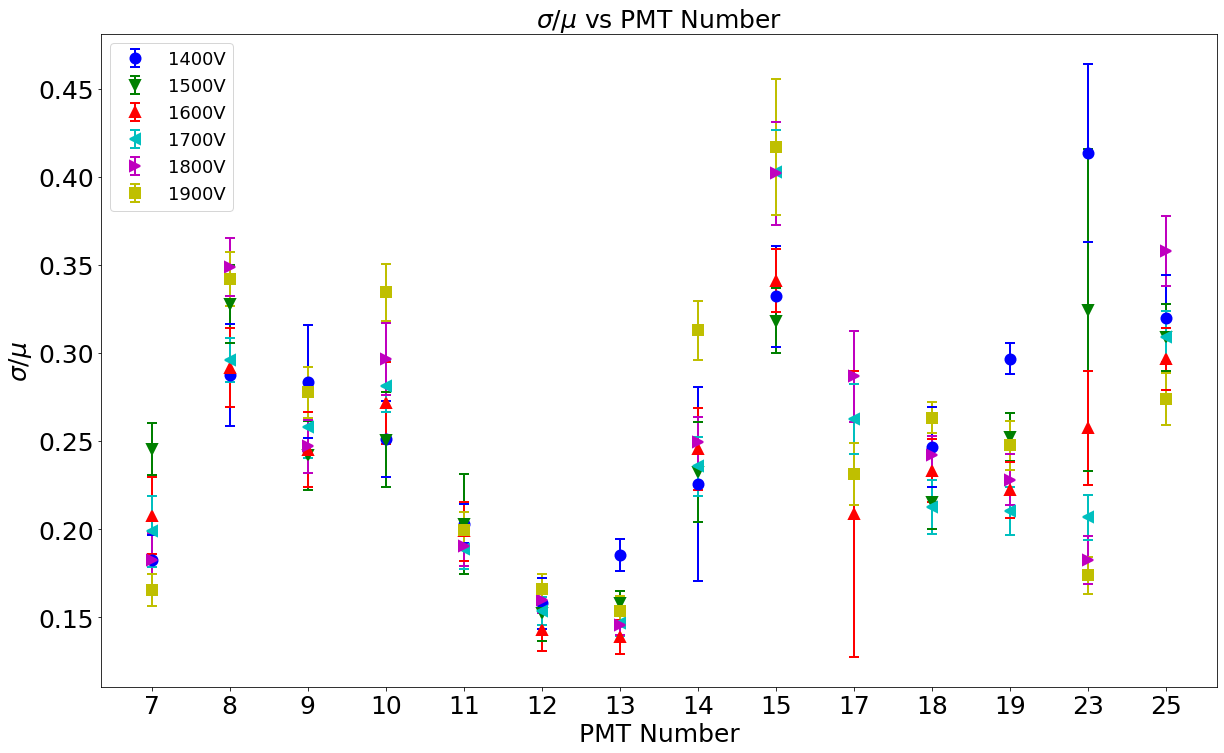 σ/μ vs PMT Number
1400V
1500V
1600V
1700V
1800V
1900V
σ/μ
0.45
0.40
0.35
0.30
0.25
0.20
0.15
7 8 9 10 11 12 13 14 15 17 18 19 23 25
PMT Number